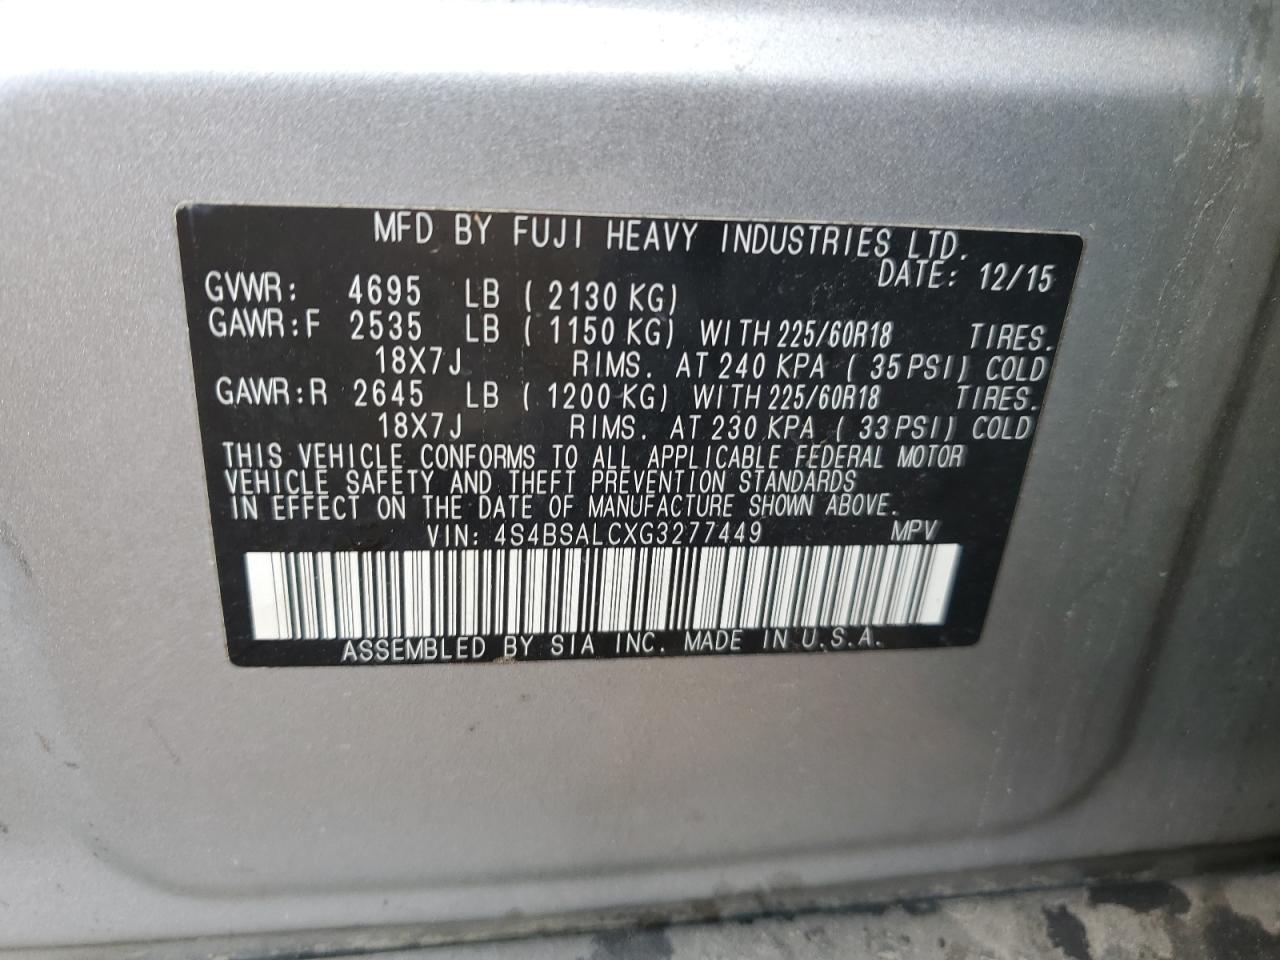 MFD BY FUJI HEAVY INDUSTRIES LTD.
DATE: 12/15
GVWR: 4695 LB ( 2130 KG)
GAWR:F 2535 LB ( 1150 KG) WITH 225/60R18 TIRES.
18X7J RIMS. AT 240 KPA ( 35 PSI) COLD
GAWR:R 2645 LB ( 1200 KG) WITH 225/60R18 TIRES.
18X7J RIMS. AT 230 KPA ( 33 PSI) COLD
THIS VEHICLE CONFORMS TO ALL APPLICABLE FEDERAL MOTOR
VEHICLE SAFETY AND THEFT PREVENTION STANDARDS
IN EFFECT ON THE DATE OF MANUFACTURE SHOWN ABOVE.
VIN: 4S4BSALCXG3277449 MPV
ASSEMBLED BY SIA INC. MADE IN U.S.A.